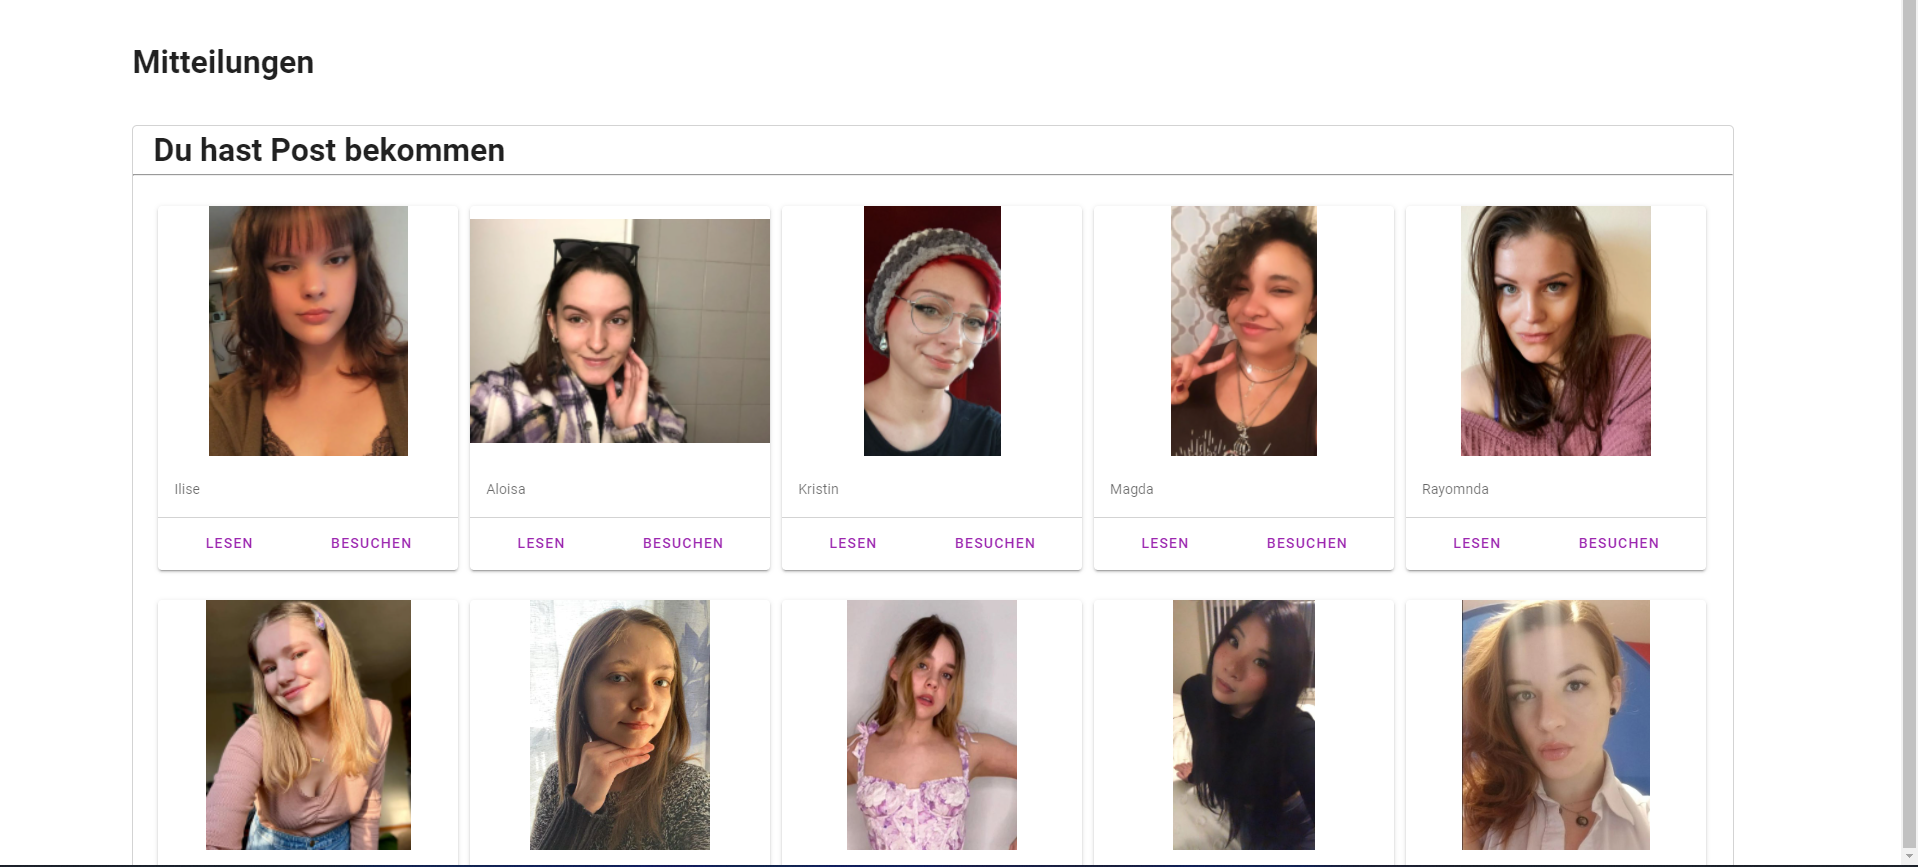 Mitteilungen
Du hast Post bekommen
Ilise
Aloisa
Kristin
Magda
Rayomnda
LESEN BESUCHEN
LESEN BESUCHEN
LESEN BESUCHEN
LESEN BESUCHEN
LESEN BESUCHEN